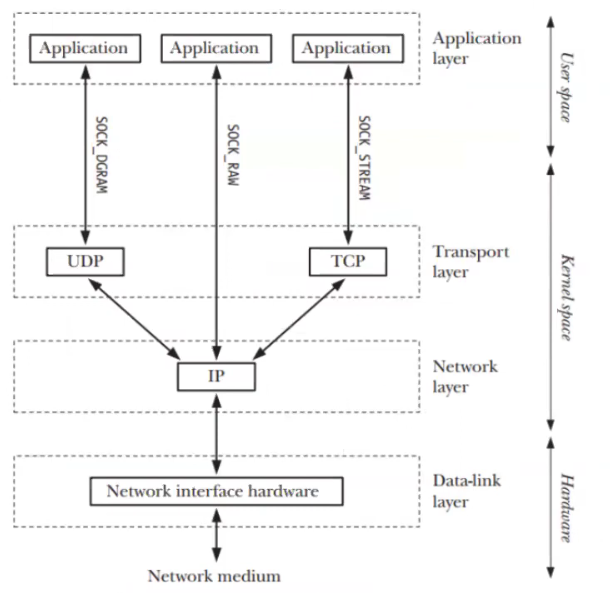 Application
Application
Application
Application
layer
User space
SOCK_DGRAM
SOCK_RAW
SOCK_STREAM
UDP
TCP
Transport
layer
Kernel space
IP
Network
layer
Network interface hardware
Data-link
layer
Hardware
Network medium